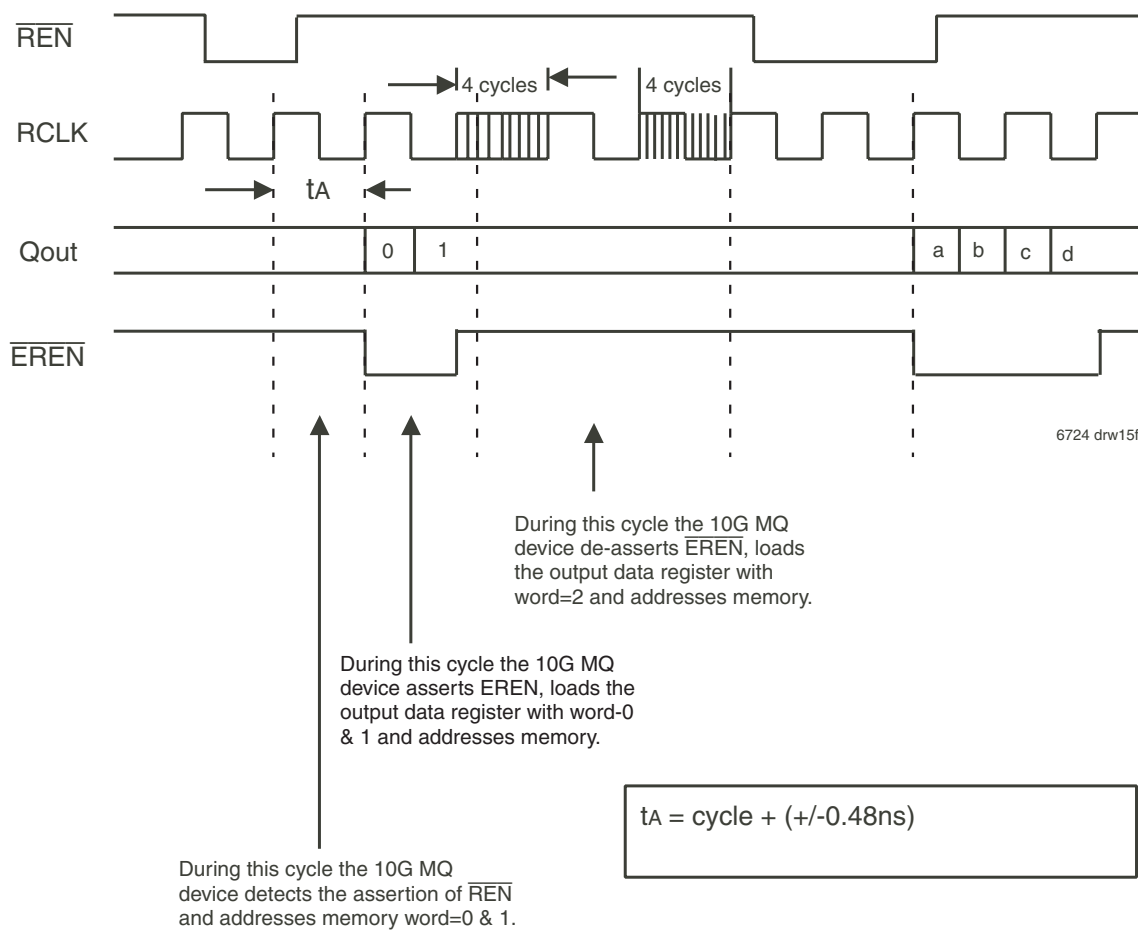 REN
4 cycles
4 cycles
RCLK
tA
Qout
0 1 a b c d
EREN
6724 drw15f
During this cycle the 10G MQ
device de-asserts EREN, loads
the output data register with
word=2 and addresses memory.
During this cycle the 10G MQ
device asserts EREN, loads the
output data register with word-0
& 1 and addresses memory.
tA = cycle + (+/-0.48ns)
During this cycle the 10G MQ
device detects the assertion of REN
and addresses memory word=0 & 1.